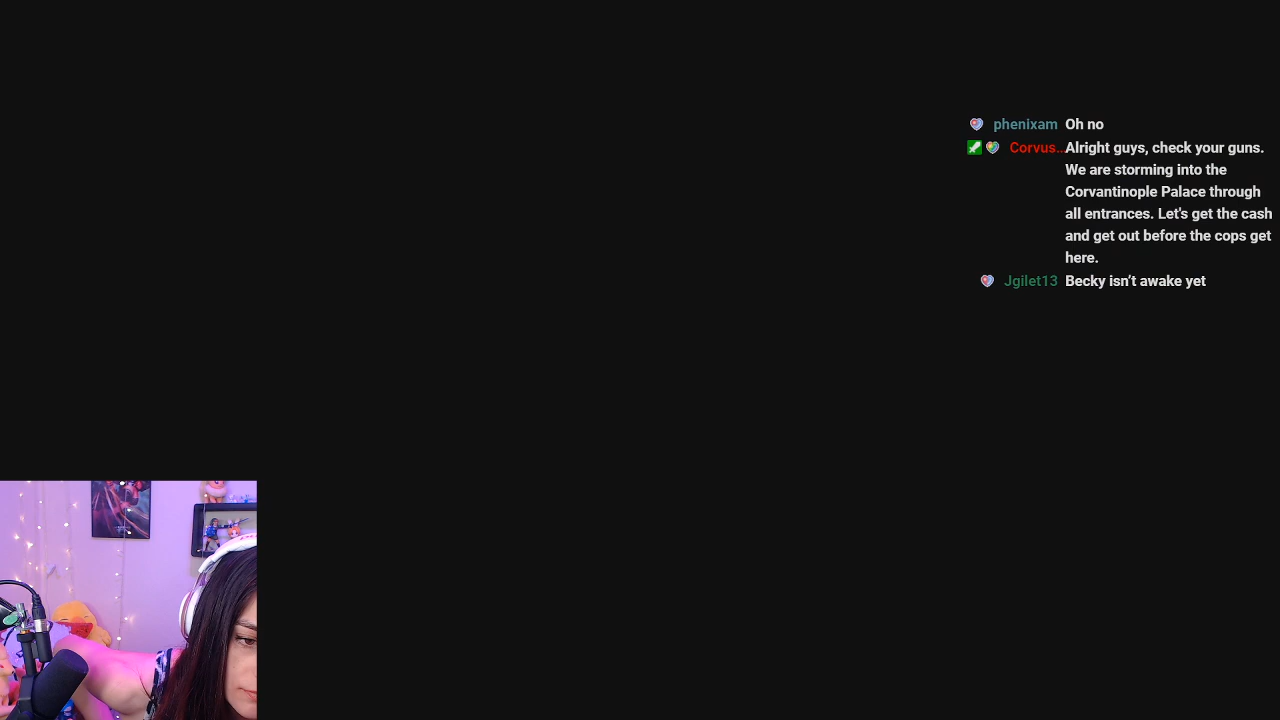 phenixam Oh no
Corvus... Alright guys, check your guns.
We are storming into the
Corvantinople Palace through
all entrances. Let's get the cash
and get out before the cops get
here.
Jgilet13 Becky isn’t awake yet